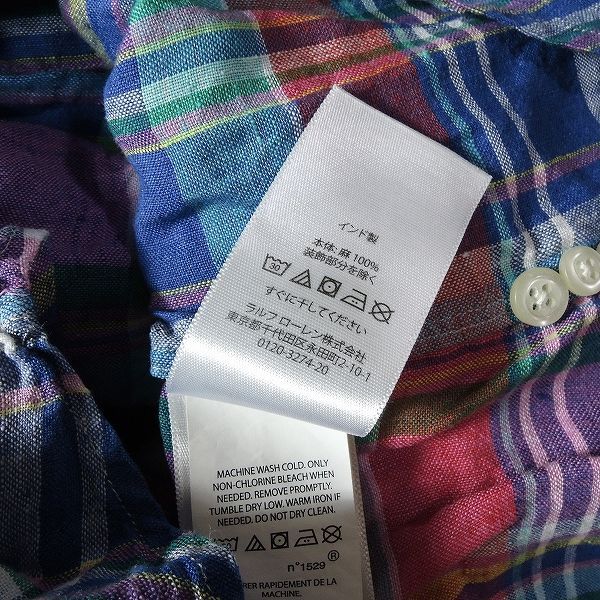 インド製
本体: 麻 100%
装飾部分を除く
30
すぐに干してください
ラルフ ローレン株式会社
東京都千代田区永田町2-10-1
0120-3274-20
MACHINE WASH COLD. ONLY
NON-CHLORINE BLEACH WHEN
NEEDED. REMOVE PROMPTLY.
TUMBLE DRY LOW. WARM IRON IF
NEEDED. DO NOT DRY CLEAN.
n°1529 ®
RAPIDEMENT DE LA
MACHINE.